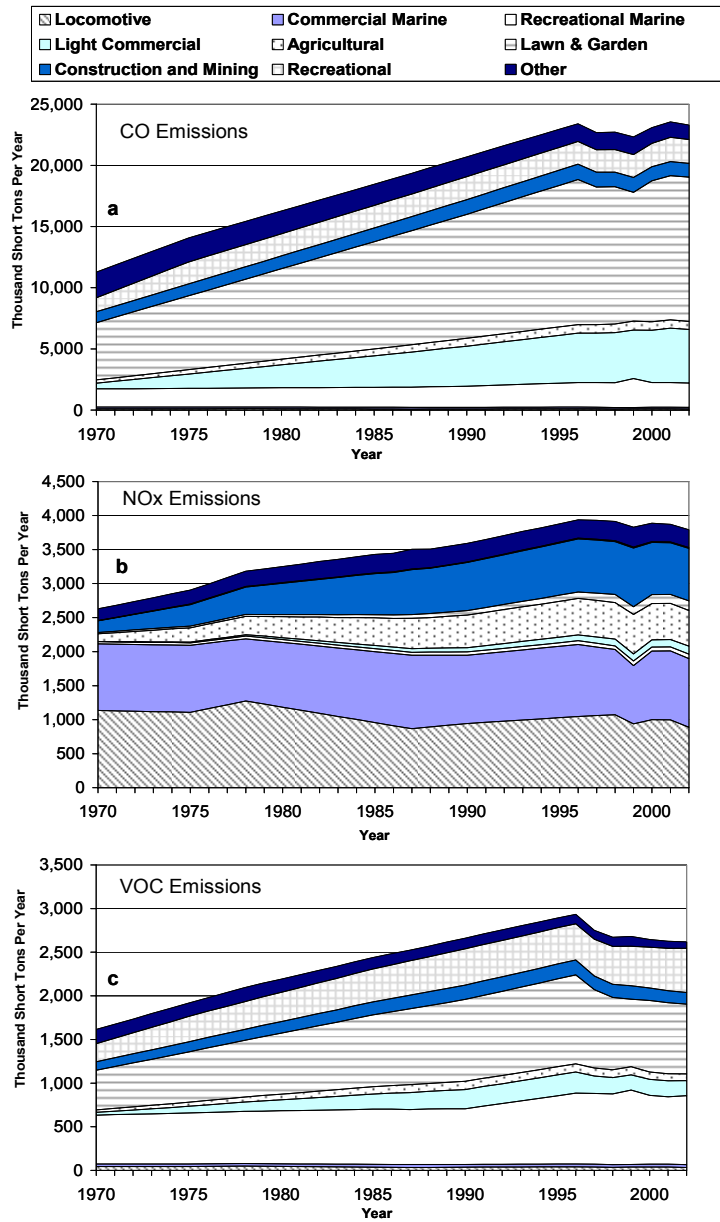 Locomotive Commercial Marine Recreational Marine
Light Commercial Agricultural Lawn & Garden
Construction and Mining Recreational Other
25,000
CO Emissions
20,000
a
15,000
10,000
5,000
0
Thousand Short Tons Per Year
1970 1975 1980 1985 1990 1995 2000
Year
4,500
NOx Emissions
4,000
3,500
b
3,000
2,500
2,000
1,500
1,000
500
0
Thousand Short Tons Per Year
1970 1975 1980 1985 1990 1995 2000
Year
3,500
VOC Emissions
3,000
2,500
c
2,000
1,500
1,000
500
0
Thousand Short Tons Per Year
1970 1975 1980 1985 1990 1995 2000
Year